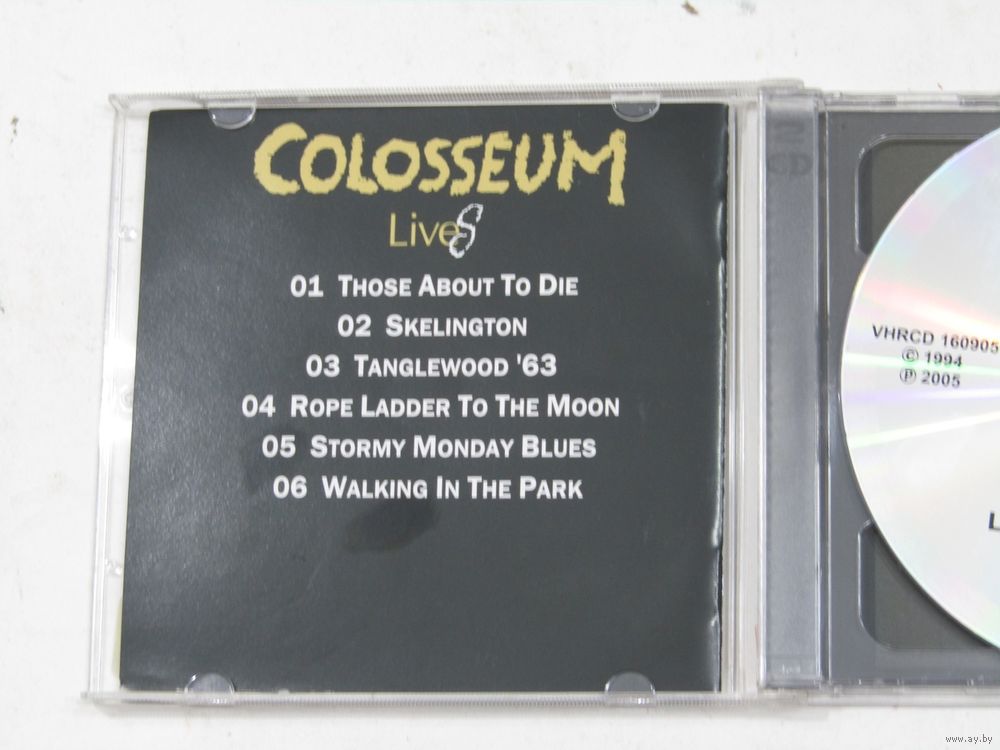 COLOSSEUM
LiveS
01 THOSE ABOUT TO DIE
02 SKELINGTON
03 TANGLEWOOD '63
04 ROPE LADDER TO THE MOON
05 STORMY MONDAY BLUES
06 WALKING IN THE PARK
VHRCD 160905
© 1994
℗ 2005
www.ay.by